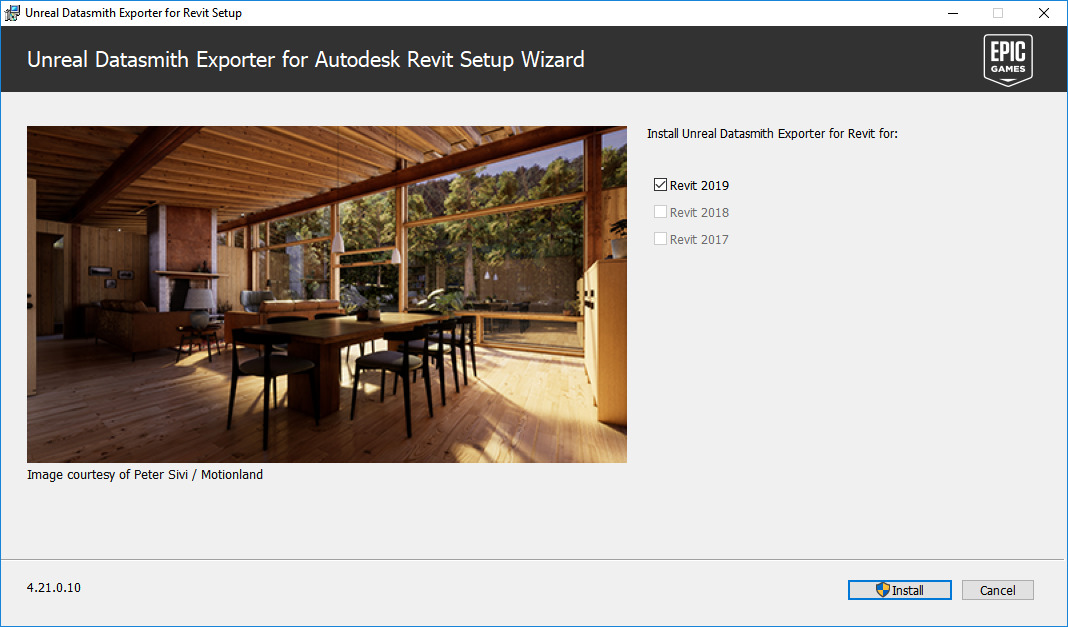 Unreal Datasmith Exporter for Revit Setup
Unreal Datasmith Exporter for Autodesk Revit Setup Wizard
EPIC
GAMES
Install Unreal Datasmith Exporter for Revit for:
Revit 2019
Revit 2018
Revit 2017
Image courtesy of Peter Sivi / Motionland
4.21.0.10
Install
Cancel